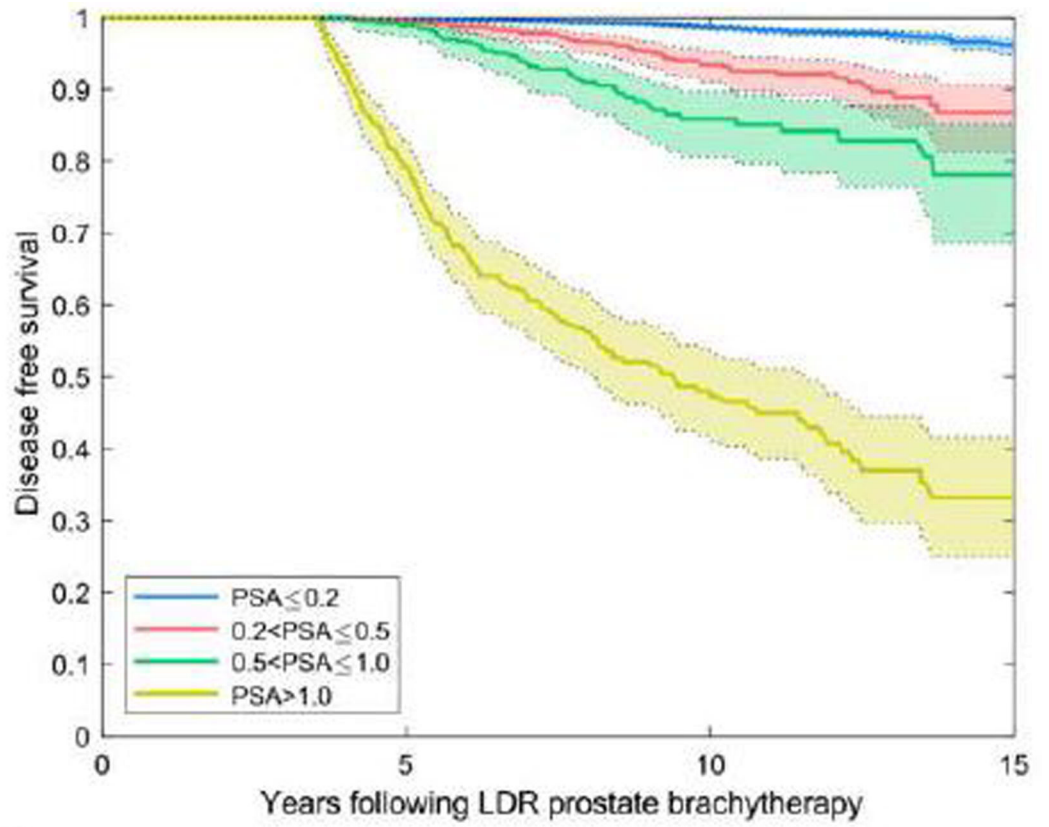 1
0.9
0.8
0.7
0.6
0.5
0.4
0.3
0.2
0.1
0
Disease free survival
PSA≤0.2
0.2<PSA≤0.5
0.5<PSA≤1.0
PSA>1.0
0 5 10 15
Years following LDR prostate brachytherapy